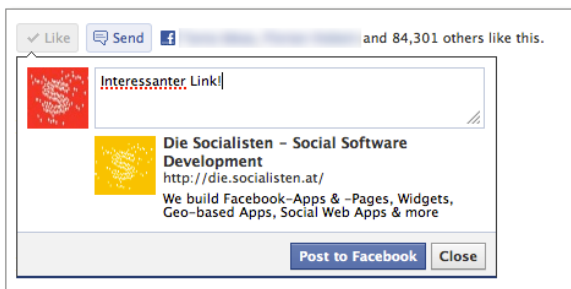 Like Send and 84,301 others like this.
Interessanter Link!
Die Socialisten – Social Software
Development
http://die.socialisten.at/
We build Facebook-Apps & -Pages, Widgets,
Geo-based Apps, Social Web Apps & more
Post to Facebook Close